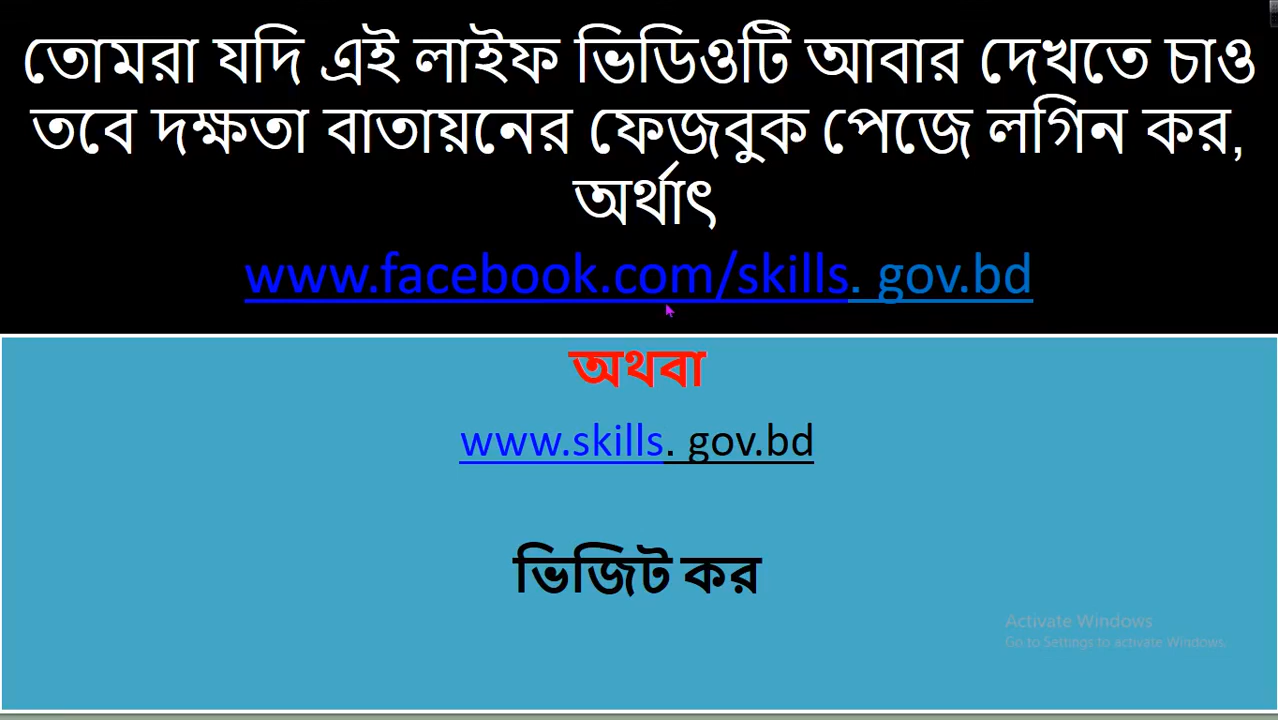 তোমরা যদি এই লাইফ ভিডিওটি আবার দেখতে চাও
তবে দক্ষতা বাতায়নের ফেজবুক পেজে লগিন কর,
অর্থাৎ
www.facebook.com/skills. gov.bd
অথবা
www.skills. gov.bd
ভিজিট কর
Activate Windows
Go to Settings to activate Windows.